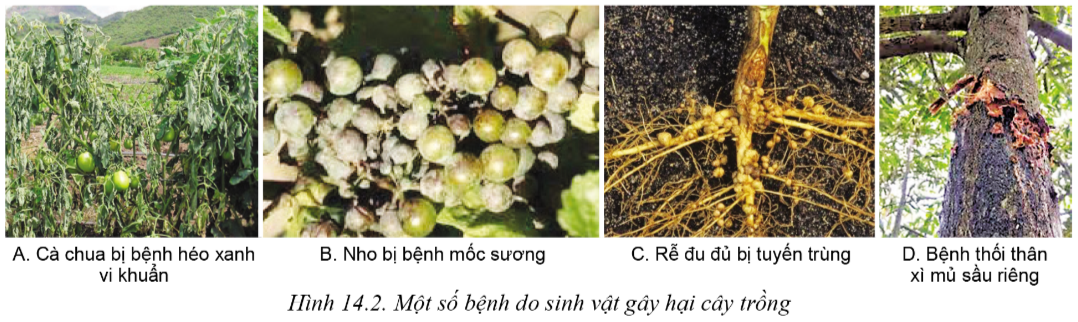 A. Cà chua bị bệnh héo xanh
vi khuẩn
B. Nho bị bệnh mốc sương
C. Rễ đu đủ bị tuyến trùng
D. Bệnh thối thân
xì mủ sầu riêng
Hình 14.2. Một số bệnh do sinh vật gây hại cây trồng